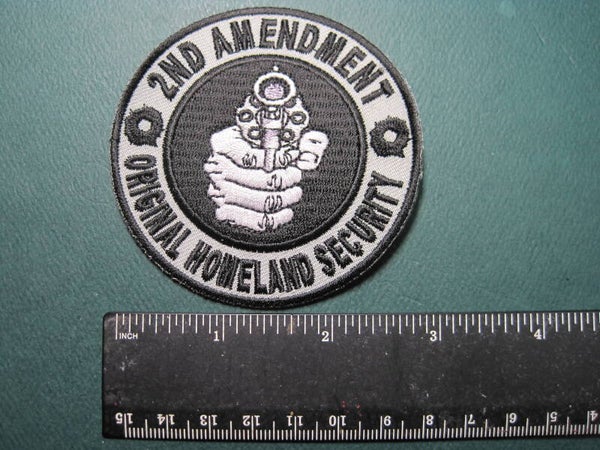 2ND AMENDMENT
ORIGINAL HOMELAND SECURITY
INCH 1 2 3 4
15 14 13 12 11 10 9 8 7 6 5 4